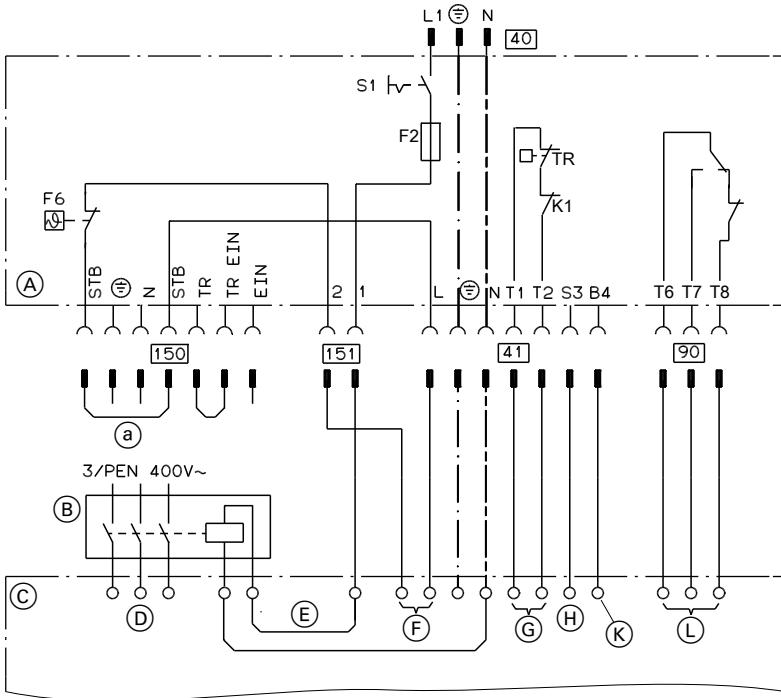 L1 ⏚ N 40
S1
F2
TR
K1
F6
A
STB ⏚ N STB TR TR EIN EIN
2 1 L ⏚ N T1 T2 S3 B4 T6 T7 T8
150 151 41 90
a
3/PEN 400V~
B
C
D E F G H K L